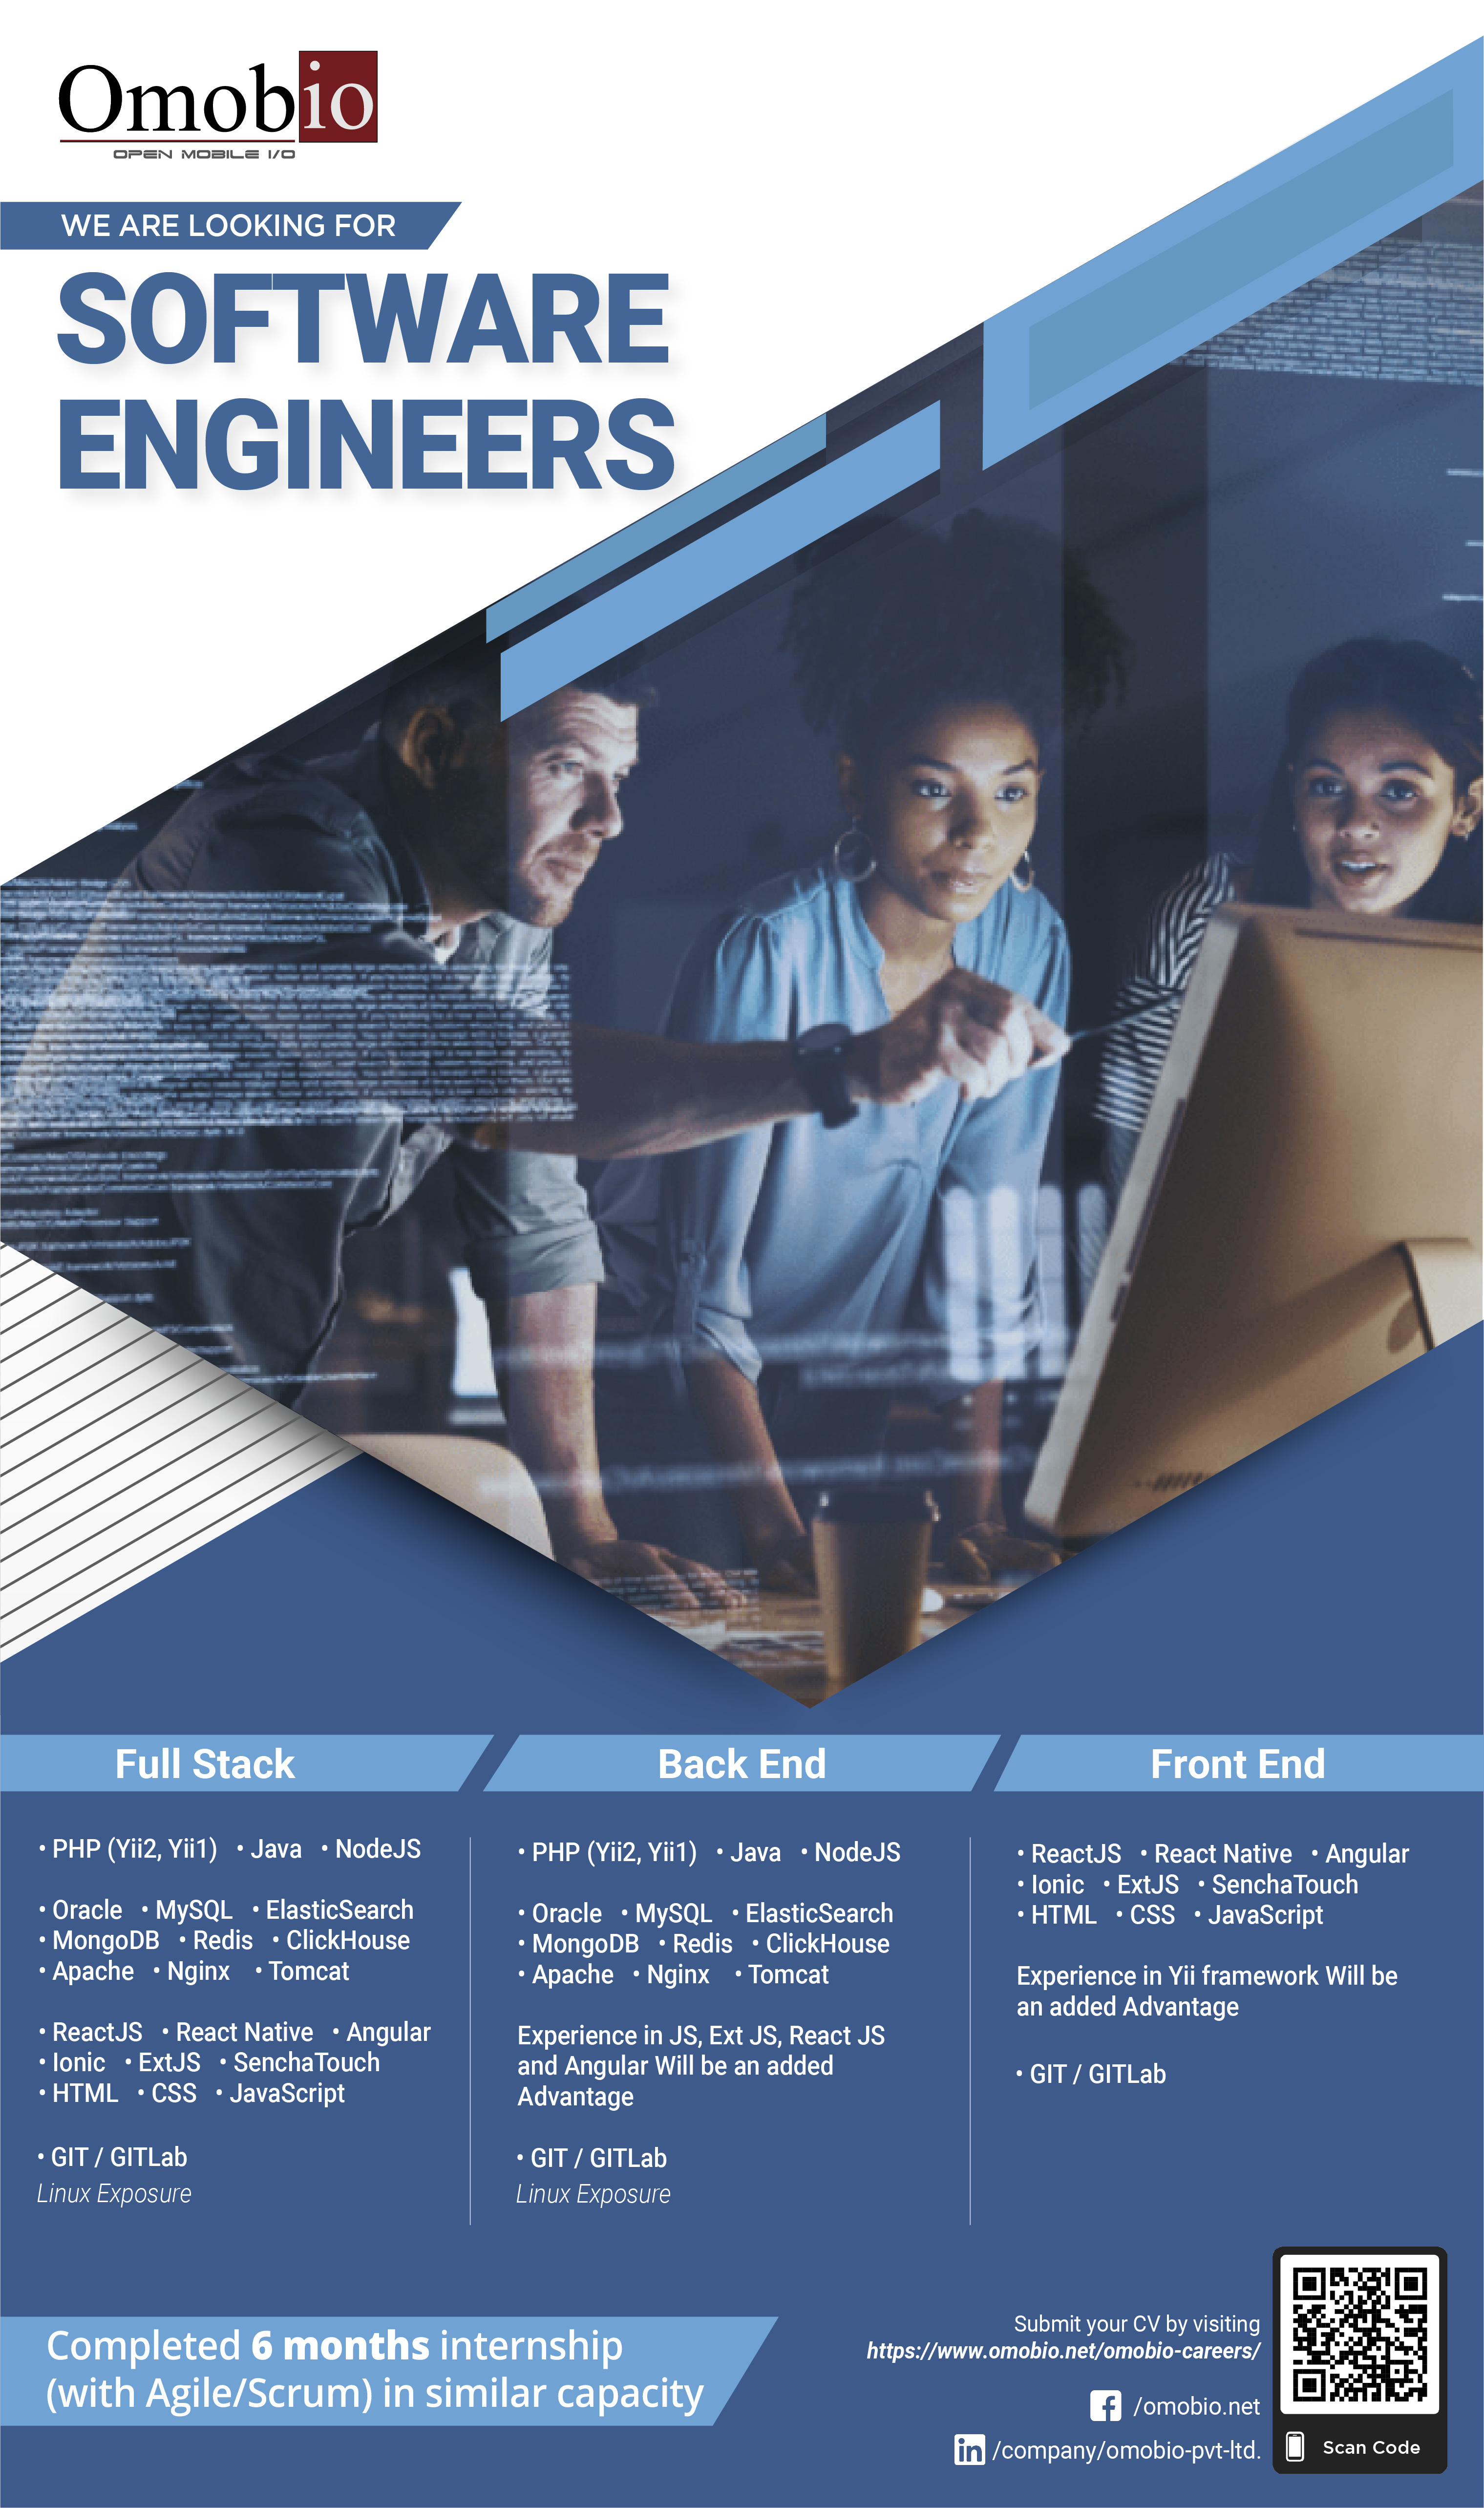 Omobio
OPEN MOBILE I/O
WE ARE LOOKING FOR
SOFTWARE
ENGINEERS
Full Stack
• PHP (Yii2, Yii1) • Java • NodeJS
• Oracle • MySQL • ElasticSearch
• MongoDB • Redis • ClickHouse
• Apache • Nginx • Tomcat
• ReactJS • React Native • Angular
• Ionic • ExtJS • SenchaTouch
• HTML • CSS • JavaScript
• GIT / GITLab
Linux Exposure
Back End
• PHP (Yii2, Yii1) • Java • NodeJS
• Oracle • MySQL • ElasticSearch
• MongoDB • Redis • ClickHouse
• Apache • Nginx • Tomcat
Experience in JS, Ext JS, React JS
and Angular Will be an added
Advantage
• GIT / GITLab
Linux Exposure
Front End
• ReactJS • React Native • Angular
• Ionic • ExtJS • SenchaTouch
• HTML • CSS • JavaScript
Experience in Yii framework Will be
an added Advantage
• GIT / GITLab
Completed 6 months internship
(with Agile/Scrum) in similar capacity
Submit your CV by visiting
https://www.omobio.net/omobio-careers/
/omobio.net
/company/omobio-pvt-ltd.
Scan Code